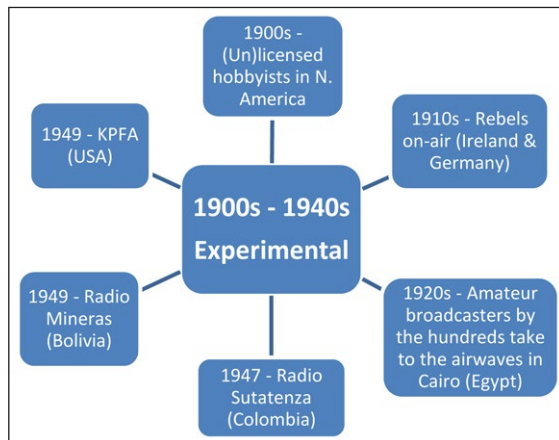 1900s -
(Un)licensed
hobbyists in N.
America
1910s - Rebels
on-air (Ireland &
Germany)
1920s - Amateur
broadcasters by
the hundreds take
to the airwaves in
Cairo (Egypt)
1947 - Radio
Sutatenza
(Colombia)
1949 - Radio
Mineras
(Bolivia)
1949 - KPFA
(USA)
1900s - 1940s
Experimental